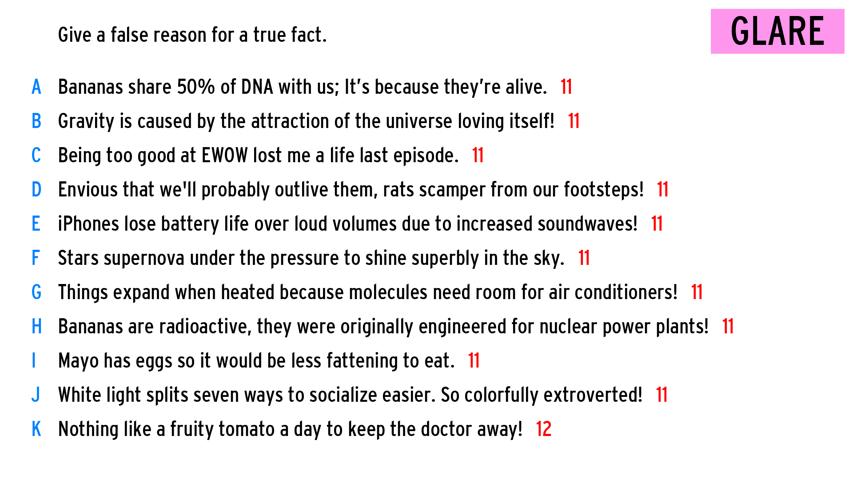 Give a false reason for a true fact.
GLARE
A Bananas share 50% of DNA with us; It's because they're alive. 11
B Gravity is caused by the attraction of the universe loving itself! 11
C Being too good at EWOW lost me a life last episode. 11
D Envious that we'll probably outlive them, rats scamper from our footsteps! 11
E iPhones lose battery life over loud volumes due to increased soundwaves! 11
F Stars supernova under the pressure to shine superbly in the sky. 11
G Things expand when heated because molecules need room for air conditioners! 11
H Bananas are radioactive, they were originally engineered for nuclear power plants! 11
I Mayo has eggs so it would be less fattening to eat. 11
J White light splits seven ways to socialize easier. So colorfully extroverted! 11
K Nothing like a fruity tomato a day to keep the doctor away! 12